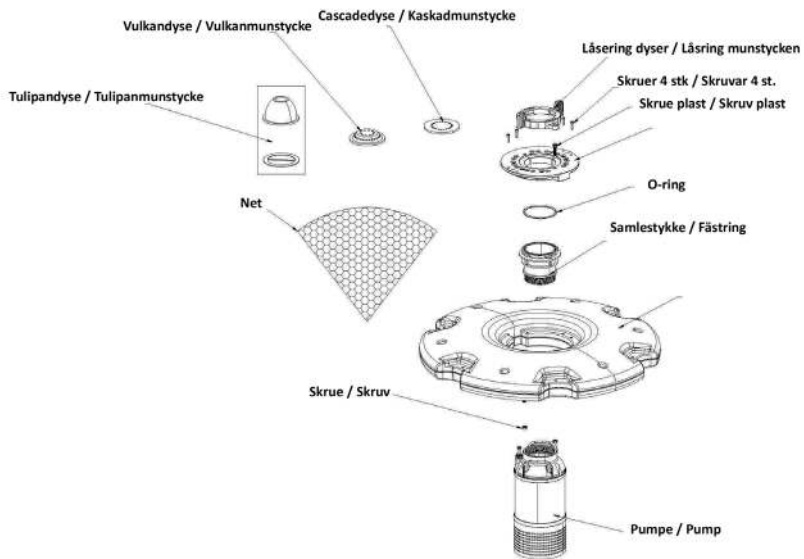 Cascadedyse / Kaskadmunstycke
Vulkandyse / Vulkanmunstycke
Låsering dyser / Låsring munstycken
Skruer 4 stk / Skruvar 4 st.
Tulipandyse / Tulipanmunstycke
Skrue plast / Skruv plast
O-ring
Net
Samlestykke / Fästring
Skrue / Skruv
Pumpe / Pump